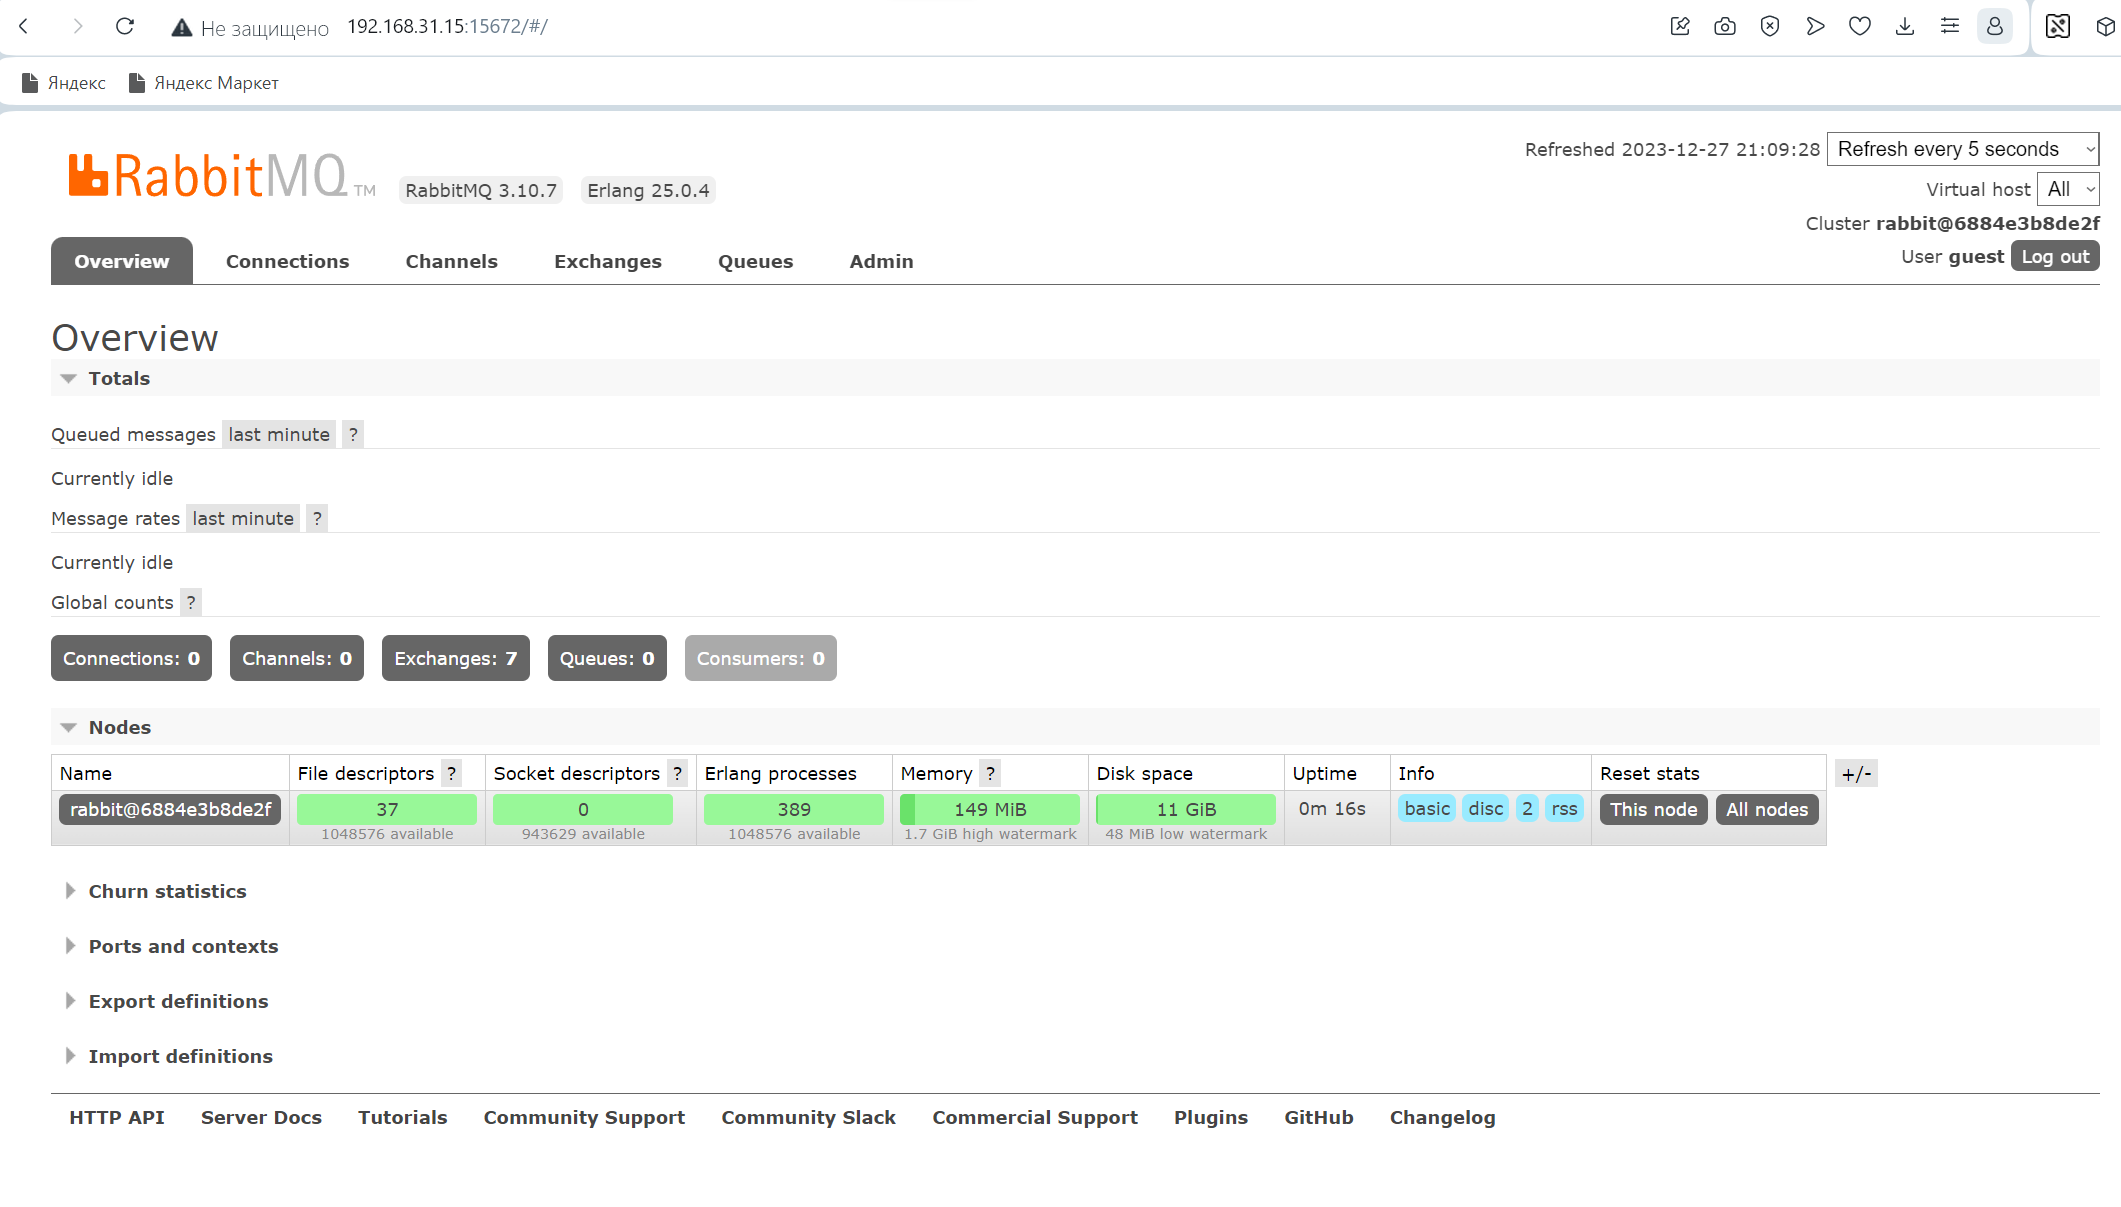 Не защищено 192.168.31.15:15672/#/
Яндекс Яндекс Маркет
RabbitMQ TM RabbitMQ 3.10.7 Erlang 25.0.4
Refreshed 2023-12-27 21:09:28 Refresh every 5 seconds
Virtual host All
Cluster rabbit@6884e3b8de2f
User guest Log out
Overview Connections Channels Exchanges Queues Admin
Overview
Totals
Queued messages last minute ?
Currently idle
Message rates last minute ?
Currently idle
Global counts ?
Connections: 0 Channels: 0 Exchanges: 7 Queues: 0 Consumers: 0
Nodes
Name File descriptors ? Socket descriptors ? Erlang processes Memory ? Disk space Uptime Info Reset stats +/-
rabbit@6884e3b8de2f 37 0 389 149 MiB 11 GiB 0m 16s basic disc 2 rss This node All nodes
1048576 available 943629 available 1048576 available 1.7 GiB high watermark 48 MiB low watermark
Churn statistics
Ports and contexts
Export definitions
Import definitions
HTTP API Server Docs Tutorials Community Support Community Slack Commercial Support Plugins GitHub Changelog